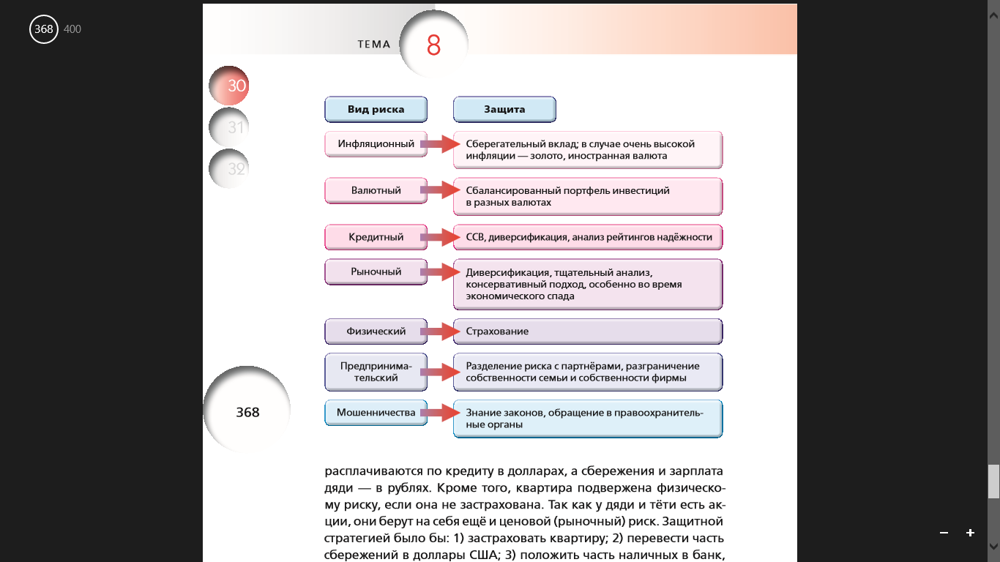 368 400
ТЕМА 8
30
31
32
Вид риска
Защита
Инфляционный
Сберегательный вклад; в случае очень высокой
инфляции — золото, иностранная валюта
Валютный
Сбалансированный портфель инвестиций
в разных валютах
Кредитный
ССВ, диверсификация, анализ рейтингов надёжности
Рыночный
Диверсификация, тщательный анализ,
консервативный подход, особенно во время
экономического спада
Физический
Страхование
Предпринима-
тельский
Разделение риска с партнёрами, разграничение
собственности семьи и собственности фирмы
Мошенничества
Знание законов, обращение в правоохранитель-
ные органы
368
расплачиваются по кредиту в долларах, а сбережения и зарплата
дяди — в рублях. Кроме того, квартира подвержена физическо-
му риску, если она не застрахована. Так как у дяди и тёти есть ак-
ции, они берут на себя ещё и ценовой (рыночный) риск. Защитной
стратегией было бы: 1) застраховать квартиру; 2) перевести часть
сбережений в доллары США; 3) положить часть наличных в банк,